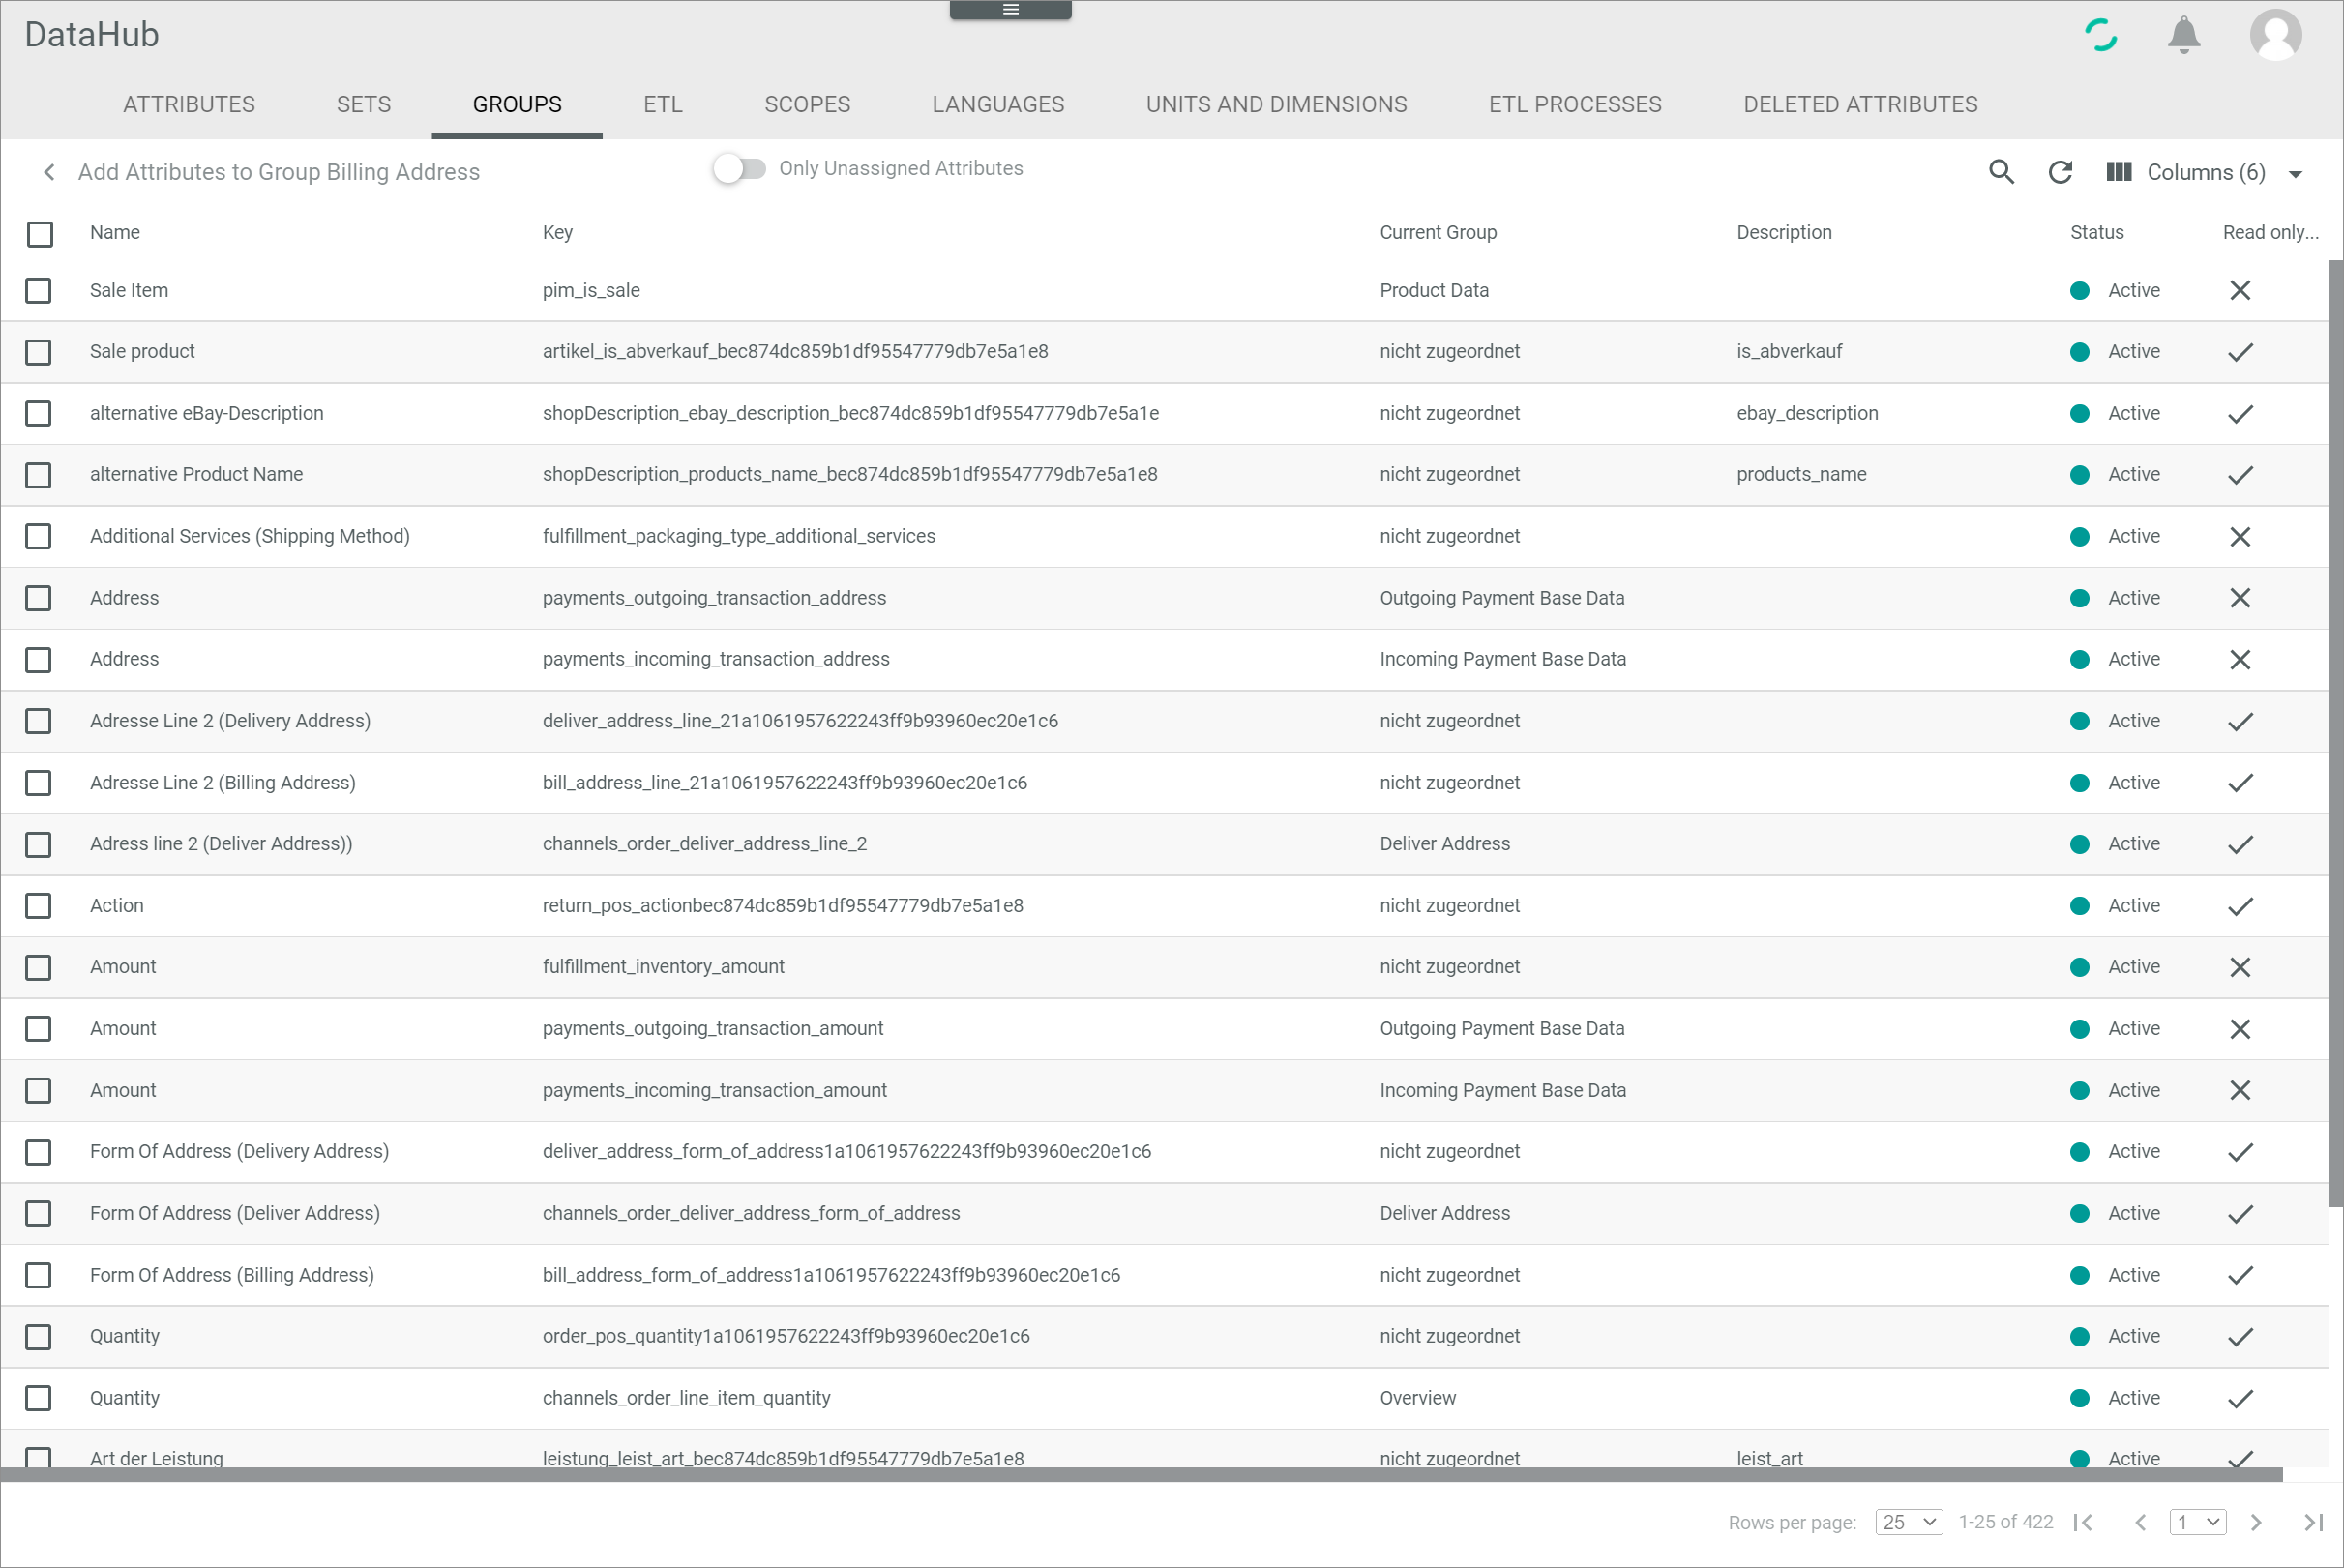 DataHub
ATTRIBUTES SETS GROUPS ETL SCOPES LANGUAGES UNITS AND DIMENSIONS ETL PROCESSES DELETED ATTRIBUTES
Add Attributes to Group Billing Address Only Unassigned Attributes Columns (6)
Name Key Current Group Description Status Read only...
Sale Item pim_is_sale Product Data Active
Sale product artikel_is_abverkauf_bec874dc859b1df95547779db7e5a1e8 nicht zugeordnet is_abverkauf Active
alternative eBay-Description shopDescription_ebay_description_bec874dc859b1df95547779db7e5a1e nicht zugeordnet ebay_description Active
alternative Product Name shopDescription_products_name_bec874dc859b1df95547779db7e5a1e8 nicht zugeordnet products_name Active
Additional Services (Shipping Method) fulfillment_packaging_type_additional_services nicht zugeordnet Active
Address payments_outgoing_transaction_address Outgoing Payment Base Data Active
Address payments_incoming_transaction_address Incoming Payment Base Data Active
Adresse Line 2 (Delivery Address) deliver_address_line_21a1061957622243ff9b93960ec20e1c6 nicht zugeordnet Active
Adresse Line 2 (Billing Address) bill_address_line_21a1061957622243ff9b93960ec20e1c6 nicht zugeordnet Active
Adress line 2 (Deliver Address)) channels_order_deliver_address_line_2 Deliver Address Active
Action return_pos_actionbec874dc859b1df95547779db7e5a1e8 nicht zugeordnet Active
Amount fulfillment_inventory_amount nicht zugeordnet Active
Amount payments_outgoing_transaction_amount Outgoing Payment Base Data Active
Amount payments_incoming_transaction_amount Incoming Payment Base Data Active
Form Of Address (Delivery Address) deliver_address_form_of_address1a1061957622243ff9b93960ec20e1c6 nicht zugeordnet Active
Form Of Address (Deliver Address) channels_order_deliver_address_form_of_address Deliver Address Active
Form Of Address (Billing Address) bill_address_form_of_address1a1061957622243ff9b93960ec20e1c6 nicht zugeordnet Active
Quantity order_pos_quantity1a1061957622243ff9b93960ec20e1c6 nicht zugeordnet Active
Quantity channels_order_line_item_quantity Overview Active
Art der Leistung leistung_leist_art_bec874dc859b1df95547779db7e5a1e8 nicht zugeordnet leist_art Active
Rows per page: 25 1-25 of 422 1